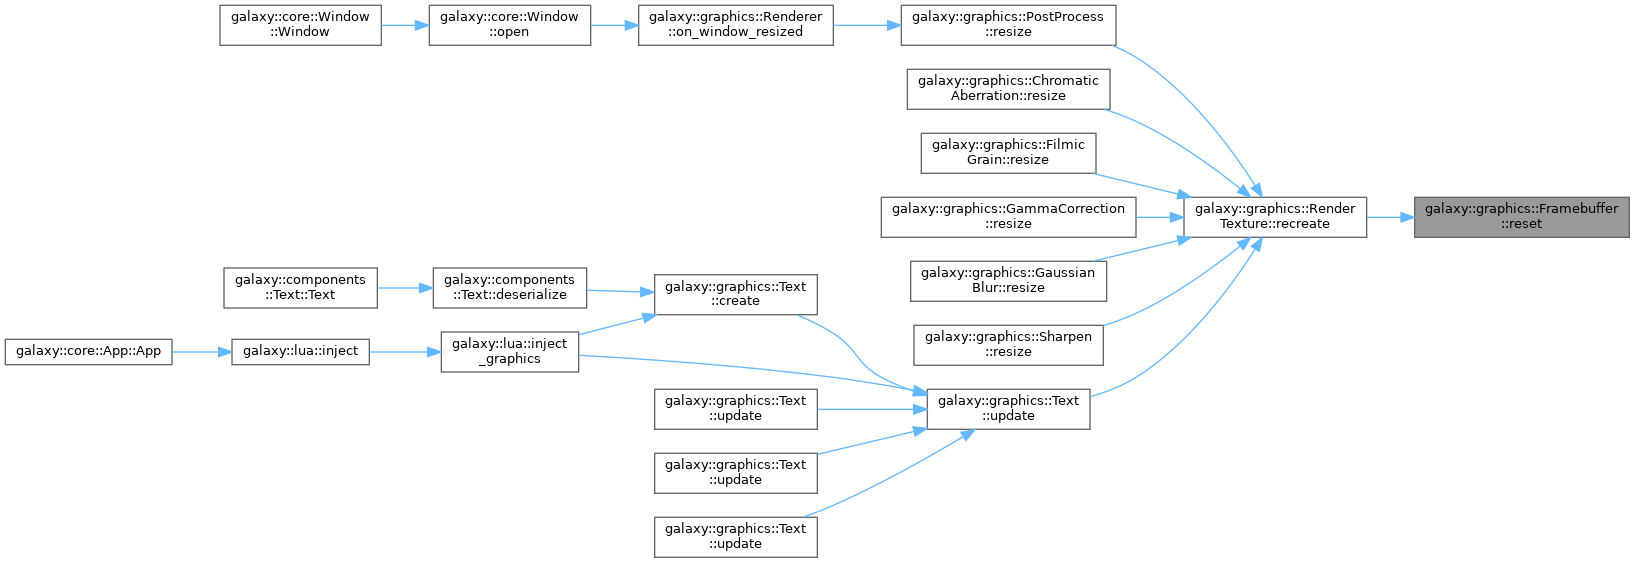 galaxy::core::Window
::Window
galaxy::core::Window
::open
galaxy::graphics::Renderer
::on_window_resized
galaxy::graphics::PostProcess
::resize
galaxy::graphics::Chromatic
Aberration::resize
galaxy::graphics::Filmic
Grain::resize
galaxy::graphics::GammaCorrection
::resize
galaxy::graphics::Render
Texture::recreate
galaxy::graphics::Framebuffer
::reset
galaxy::graphics::Gaussian
Blur::resize
galaxy::components
::Text::Text
galaxy::components
::Text::deserialize
galaxy::graphics::Text
::create
galaxy::graphics::Sharpen
::resize
galaxy::core::App::App
galaxy::lua::inject
galaxy::lua::inject
_graphics
galaxy::graphics::Text
::update
galaxy::graphics::Text
::update
galaxy::graphics::Text
::update
galaxy::graphics::Text
::update